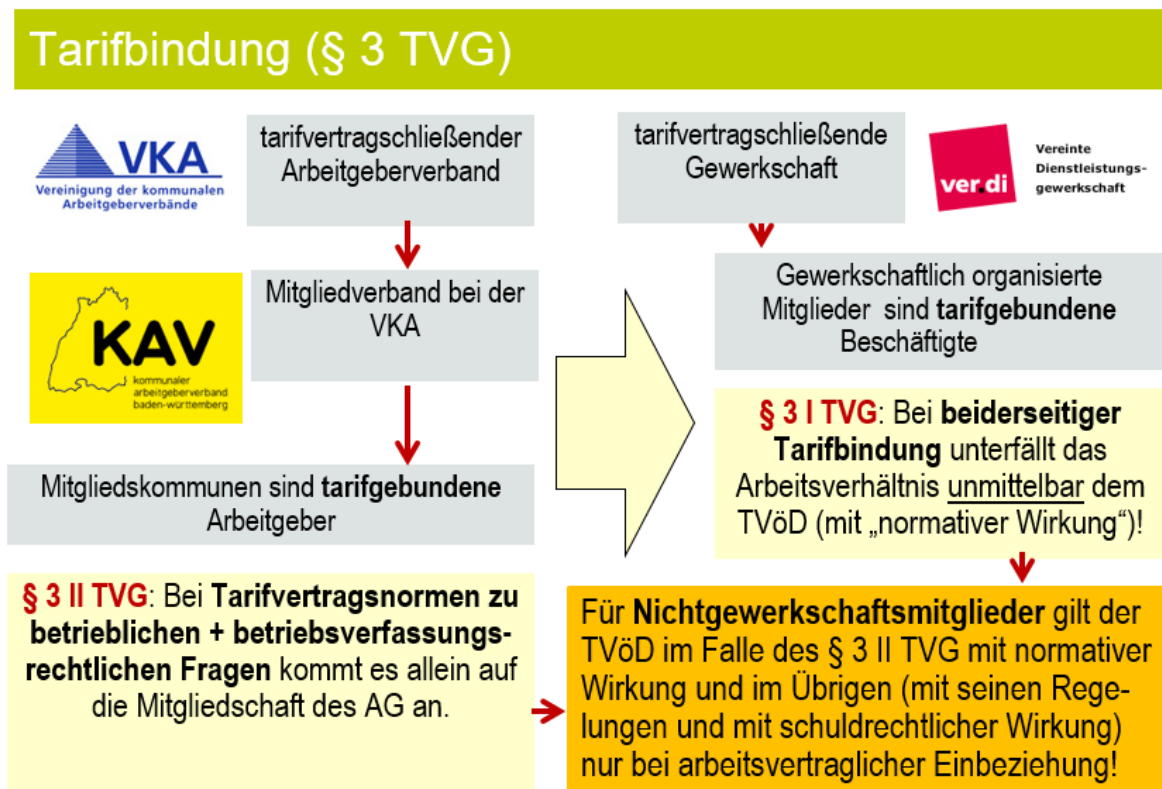 Tarifbindung (§ 3 TVG)
VKA
Vereinigung der kommunalen
Arbeitgeberverbände
tarifvertragschließender
Arbeitgeberverband
KAV
kommunaler
arbeitgeberverband
baden-württemberg
Mitgliedverband bei der
VKA
Mitgliedskommunen sind tarifgebundene
Arbeitgeber
§ 3 II TVG: Bei Tarifvertragsnormen zu
betrieblichen + betriebsverfassungs-
rechtlichen Fragen kommt es allein auf
die Mitgliedschaft des AG an.
tarifvertragschließende
Gewerkschaft
ver.di
Vereinte
Dienstleistungs-
gewerkschaft
Gewerkschaftlich organisierte
Mitglieder sind tarifgebundene
Beschäftigte
§ 3 I TVG: Bei beiderseitiger
Tarifbindung unterfällt das
Arbeitsverhältnis unmittelbar dem
TVöD (mit „normativer Wirkung“)!
Für Nichtgewerkschaftsmitglieder gilt der
TVöD im Falle des § 3 II TVG mit normativer
Wirkung und im Übrigen (mit seinen Rege-
lungen und mit schuldrechtlicher Wirkung)
nur bei arbeitsvertraglicher Einbeziehung!